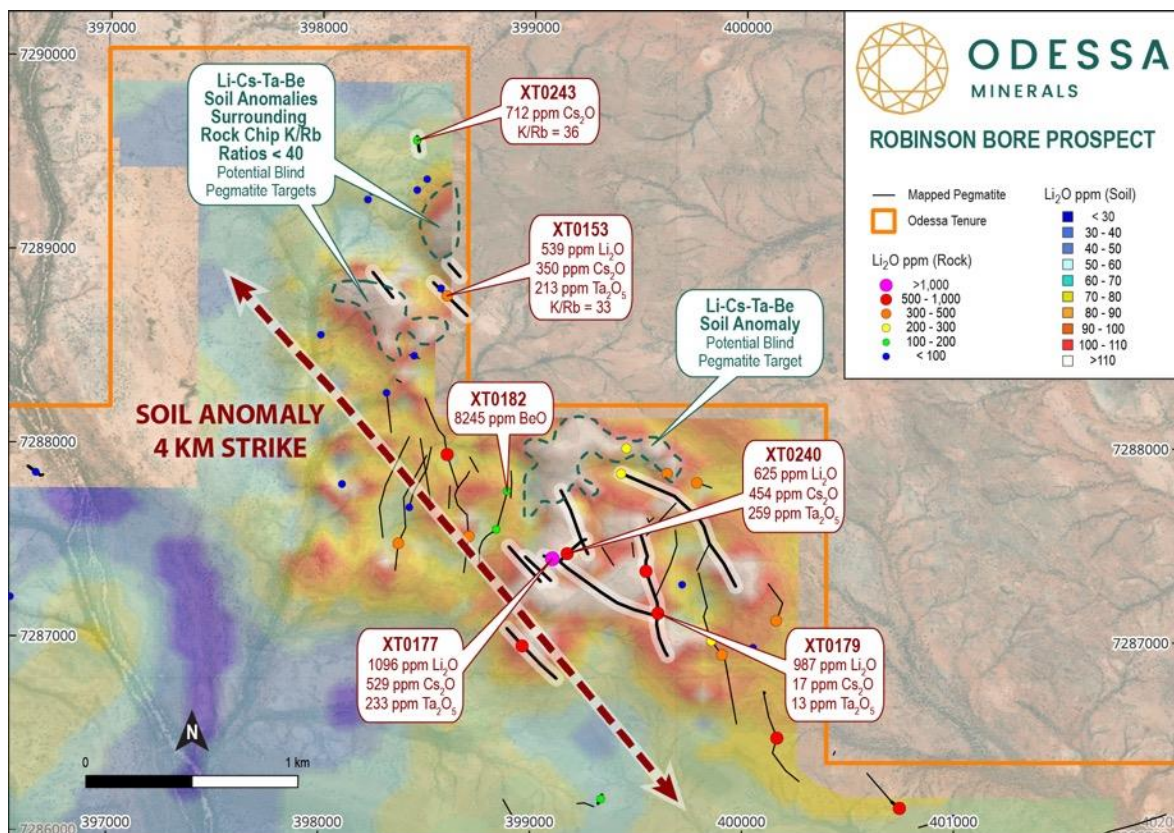 397000
398000
399000
400000
7290000
7289000
7288000
7287000
7286000
7288000
7287000
397000
398000
399000
400000
401000
ODESSA
MINERALS
ROBINSON BORE PROSPECT
Mapped Pegmatite
Odessa Tenure
Li₂O ppm (Rock)
>1,000
500 - 1,000
300 - 500
200 - 300
100 - 200
< 100
Li₂O ppm (Soil)
< 30
30 - 40
40 - 50
50 - 60
60 - 70
70 - 80
80 - 90
90 - 100
100 - 110
>110
Li-Cs-Ta-Be
Soil Anomalies
Surrounding
Rock Chip K/Rb
Ratios < 40
Potential Blind
Pegmatite Targets
XT0243
712 ppm Cs₂O
K/Rb = 36
XT0153
539 ppm Li₂O
350 ppm Cs₂O
213 ppm Ta₂O₅
K/Rb = 33
Li-Cs-Ta-Be
Soil Anomaly
Potential Blind
Pegmatite Target
SOIL ANOMALY
4 KM STRIKE
XT0182
8245 ppm BeO
XT0240
625 ppm Li₂O
454 ppm Cs₂O
259 ppm Ta₂O₅
XT0177
1096 ppm Li₂O
529 ppm Cs₂O
233 ppm Ta₂O₅
XT0179
987 ppm Li₂O
17 ppm Cs₂O
13 ppm Ta₂O₅
N
0
1 km